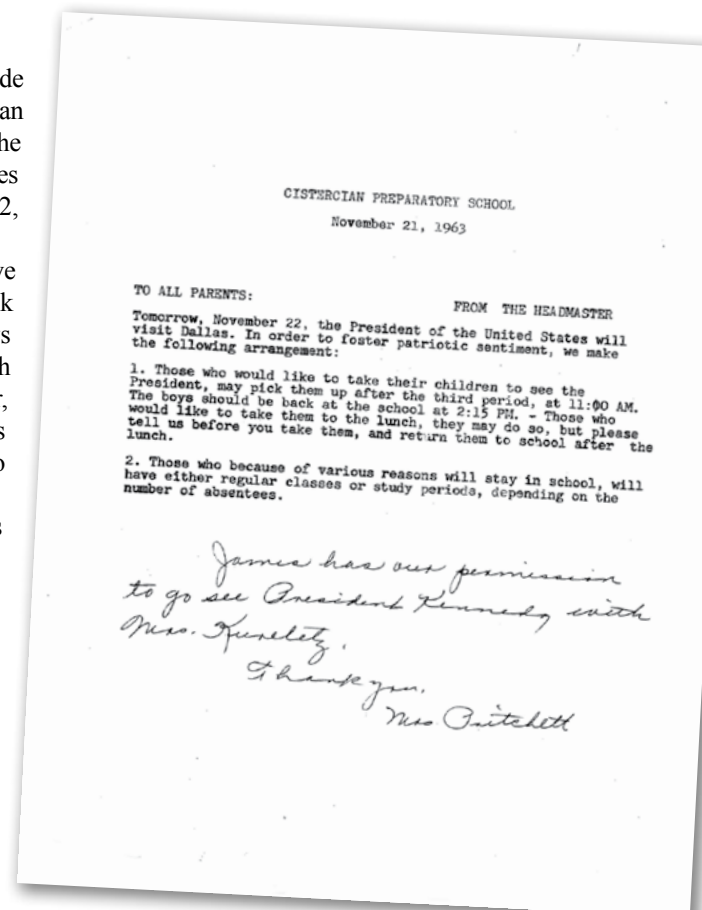 de
an
he
es
2,
ve
k
s
h
r,
s
o
s
CISTERCIAN PREPARATORY SCHOOL
November 21, 1963
TO ALL PARENTS:
FROM THE HEADMASTER
Tomorrow, November 22, the President of the United States will
visit Dallas. In order to foster patriotic sentiment, we make
the following arrangement:
1. Those who would like to take their children to see the
President, may pick them up after the third period, at 11:00 AM.
The boys should be back at the school at 2:15 PM. - Those who
would like to take them to the lunch, they may do so, but please
tell us before you take them, and return them to school after the
lunch.
2. Those who because of various reasons will stay in school, will
have either regular classes or study periods, depending on the
number of absentees.
James has our permission
to go see President Kennedy with
Mrs.
Thank you.
Mrs Pritchett